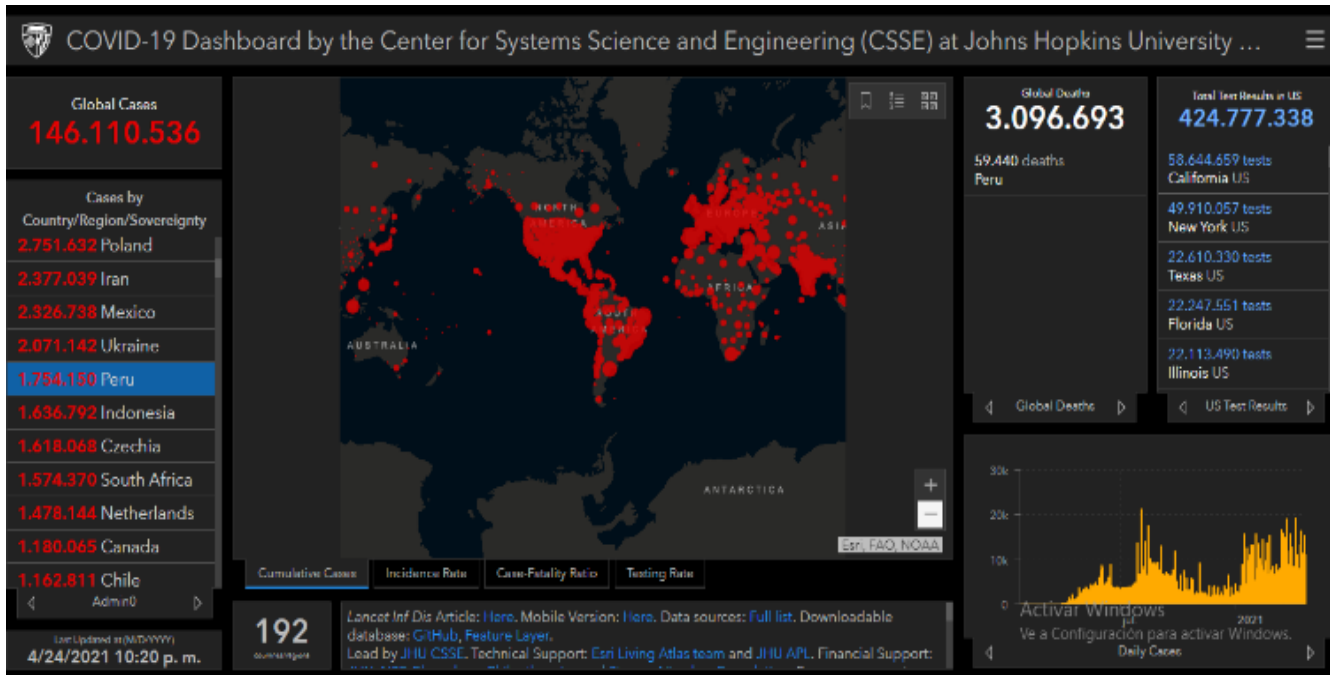 COVID-19 Dashboard by the Center for Systems Science and Engineering (CSSE) at Johns Hopkins University ...
Global Cases
146.110.536
Cases by
Country/Region/Sovereignty
2.751.632 Poland
2.377.039 Iran
2.326.738 Mexico
2.071.142 Ukraine
1.754.150 Peru
1.636.792 Indonesia
1.618.068 Czechia
1.574.370 South Africa
1.478.144 Netherlands
1.180.065 Canada
1.162.811 Chile
Admin0
Last Updated at (M/D/YYYY)
4/24/2021 10:20 p. m.
NORTH
AMERICA
EUROPE
ASIA
AFRICA
SOUTH
AMERICA
AUSTRALIA
ANTARCTICA
+
−
Esri, FAO, NOAA
Cumulative Cases
Incidence Rate
Case-Fatality Ratio
Testing Rate
192
Lancet Inf Dis Article: Here. Mobile Version: Here. Data sources: Full list. Downloadable
database: GitHub, Feature Layer.
Lead by JHU CSSE. Technical Support: Esri Living Atlas team and JHU APL. Financial Support:
Global Deaths
3.096.693
59.440 deaths
Peru
Global Deaths
Total Test Results in US
424.777.338
58.644.659 tests
California US
49.910.057 tests
New York US
22.610.330 tests
Texas US
22.247.551 tests
Florida US
22.113.490 tests
Illinois US
US Test Results
30k
20k
10k
0
jul
2021
Activar Windows
Ve a Configuración para activar Windows.
Daily Cases